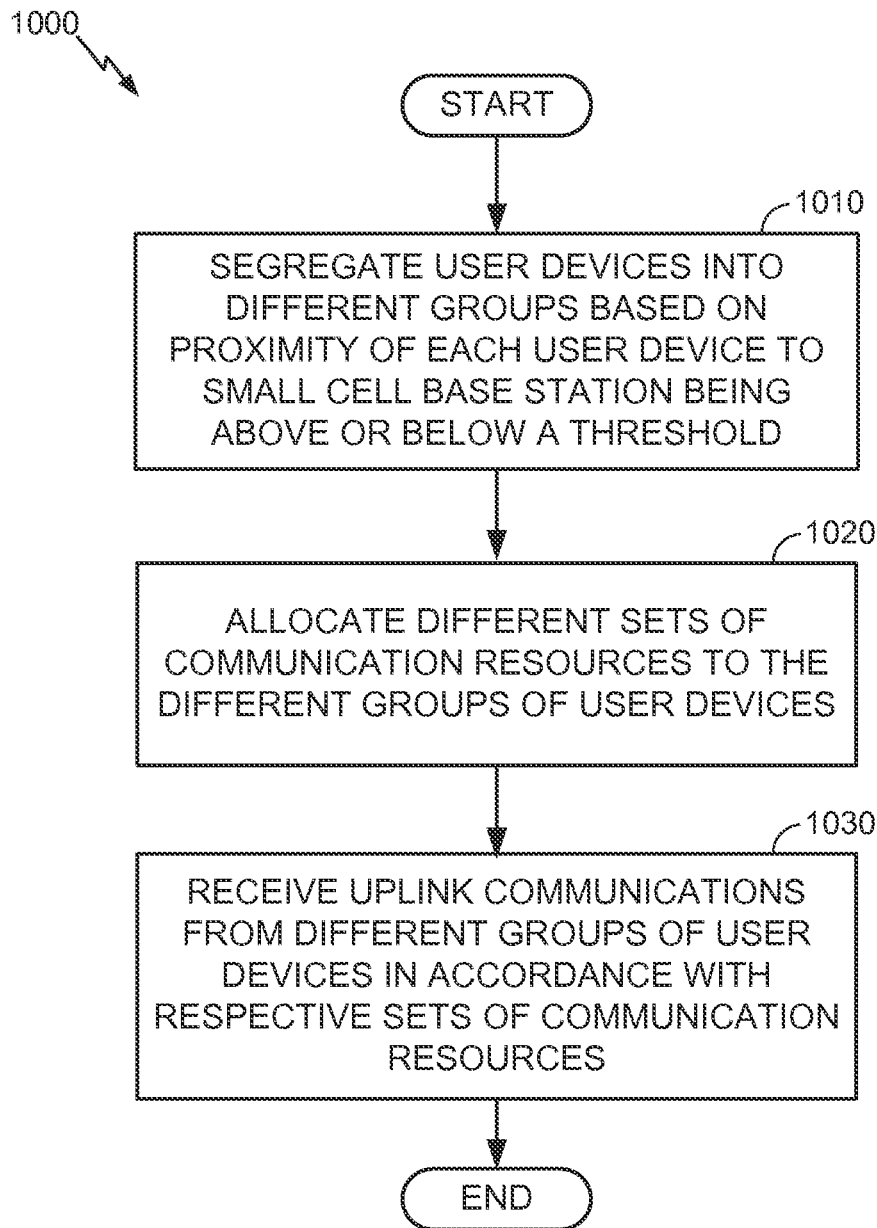 1000
START
1010
SEGREGATE USER DEVICES INTO
DIFFERENT GROUPS BASED ON
PROXIMITY OF EACH USER DEVICE TO
SMALL CELL BASE STATION BEING
ABOVE OR BELOW A THRESHOLD
1020
ALLOCATE DIFFERENT SETS OF
COMMUNICATION RESOURCES TO THE
DIFFERENT GROUPS OF USER DEVICES
1030
RECEIVE UPLINK COMMUNICATIONS
FROM DIFFERENT GROUPS OF USER
DEVICES IN ACCORDANCE WITH
RESPECTIVE SETS OF COMMUNICATION
RESOURCES
END